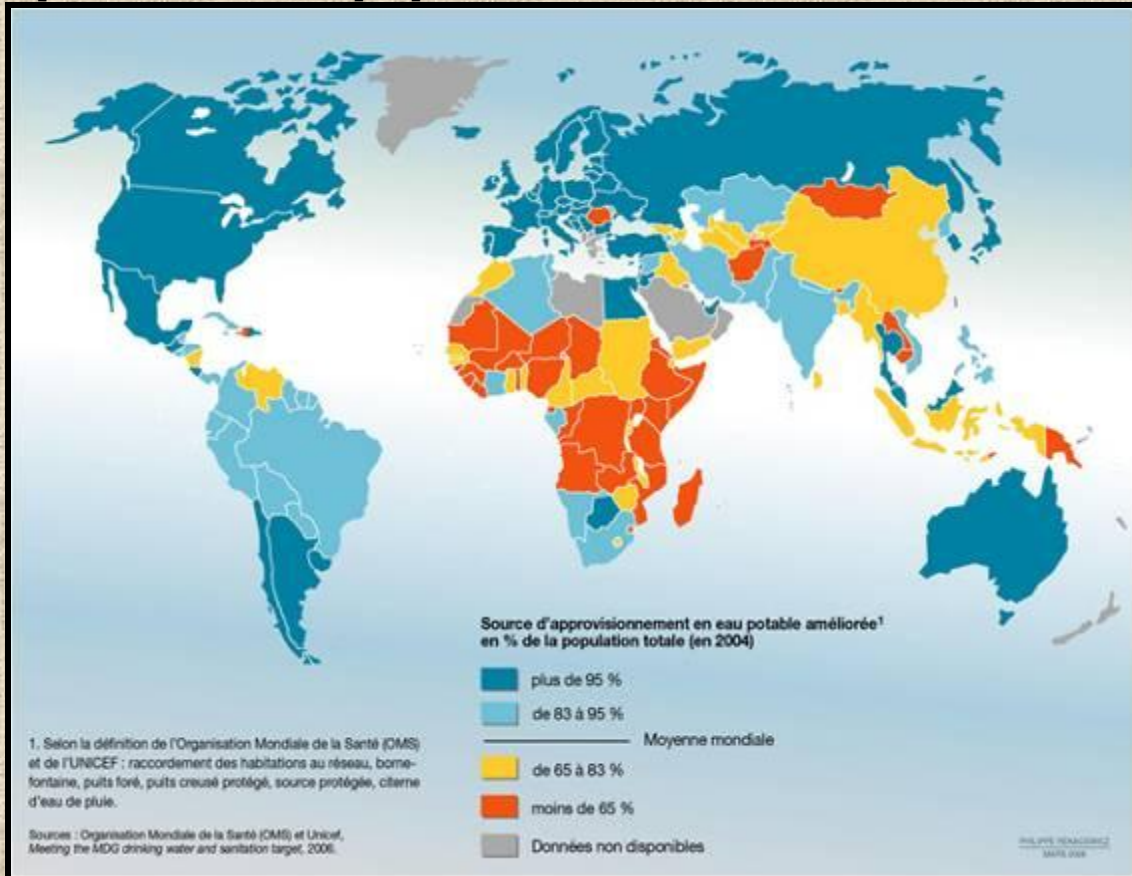 Source d'approvisionnement en eau potable améliorée¹
en % de la population totale (en 2004)
plus de 95 %
de 83 à 95 %
Moyenne mondiale
de 65 à 83 %
moins de 65 %
Données non disponibles
1. Selon la définition de l'Organisation Mondiale de la Santé (OMS)
et de l'UNICEF : raccordement des habitations au réseau, borne-
fontaine, puits foré, puits creusé protégé, source protégée, citerne
d'eau de pluie.
Sources : Organisation Mondiale de la Santé (OMS) et Unicef,
Meeting the MDG drinking water and sanitation target, 2006.
PHILIPPE REKACEWICZ
MARS 2006